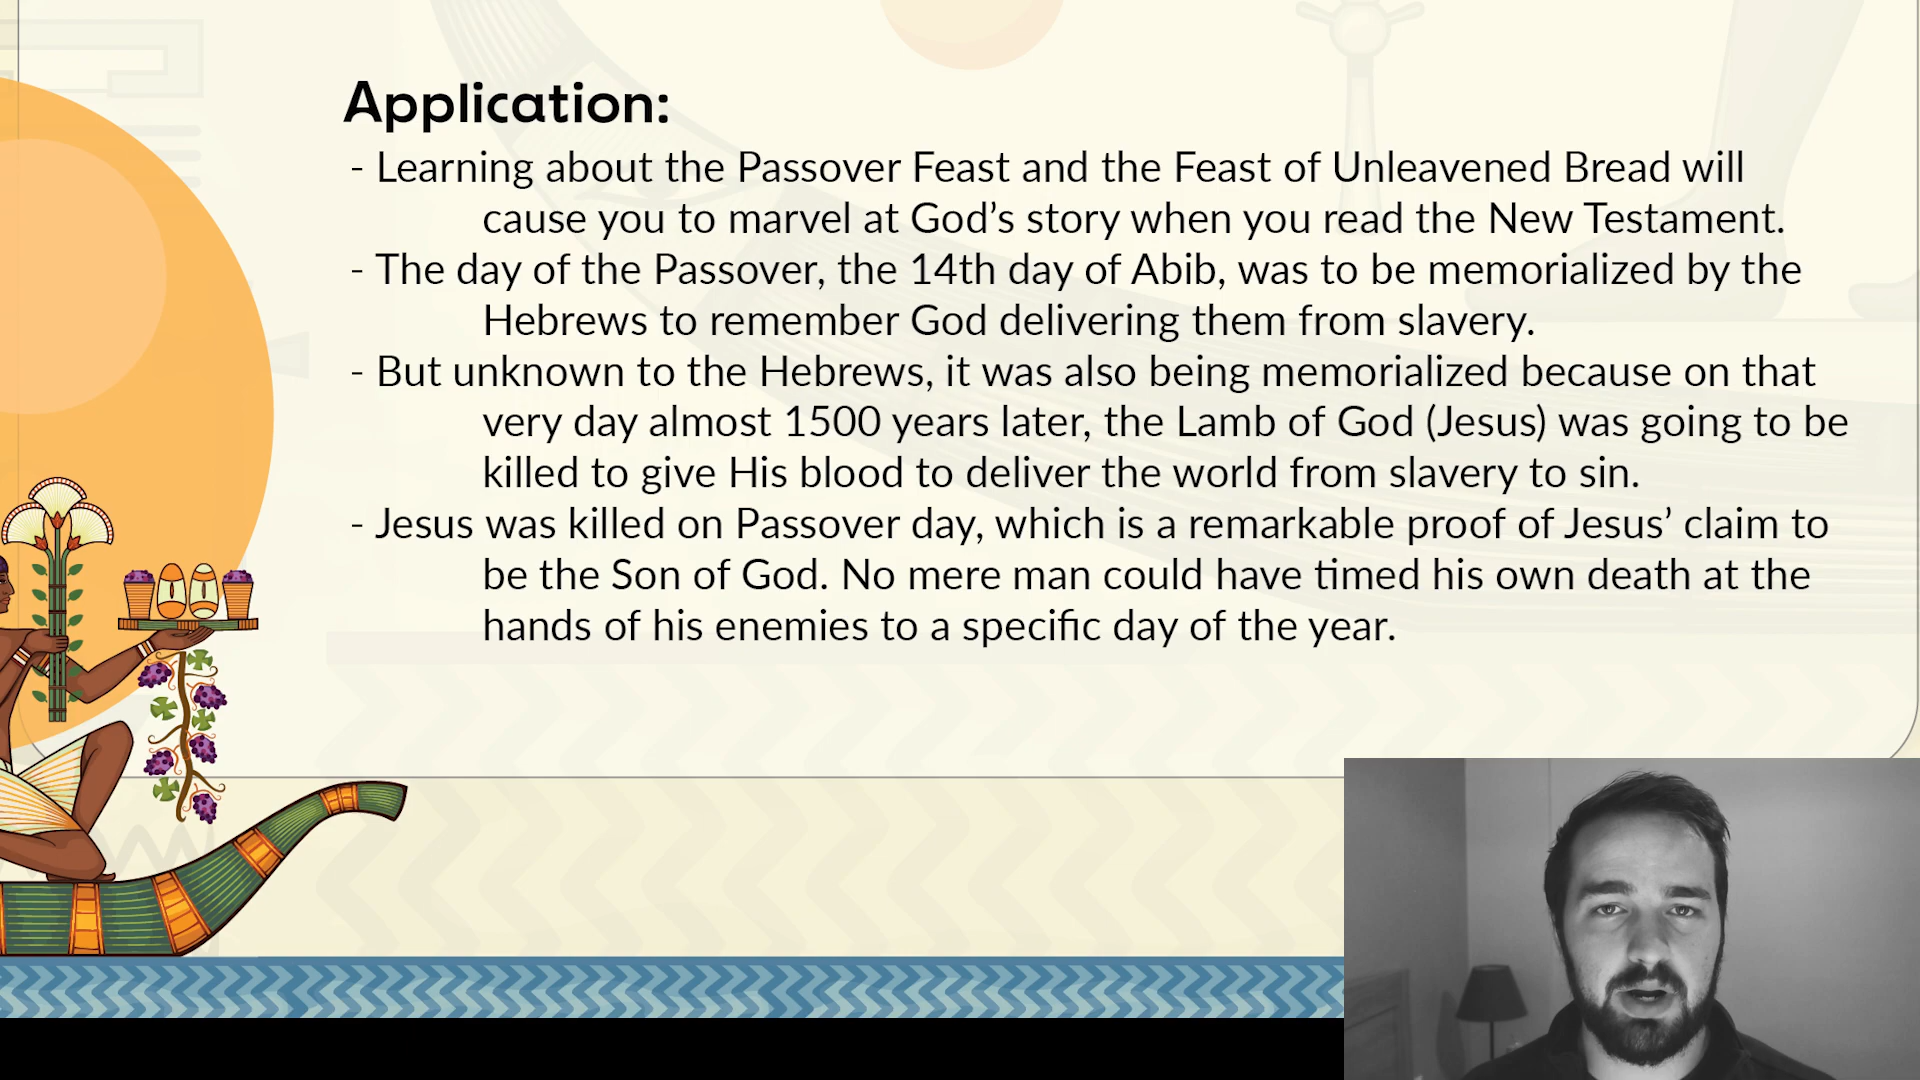 Application:
- Learning about the Passover Feast and the Feast of Unleavened Bread will
cause you to marvel at God’s story when you read the New Testament.
- The day of the Passover, the 14th day of Abib, was to be memorialized by the
Hebrews to remember God delivering them from slavery.
- But unknown to the Hebrews, it was also being memorialized because on that
very day almost 1500 years later, the Lamb of God (Jesus) was going to be
killed to give His blood to deliver the world from slavery to sin.
- Jesus was killed on Passover day, which is a remarkable proof of Jesus’ claim to
be the Son of God. No mere man could have timed his own death at the
hands of his enemies to a specific day of the year.